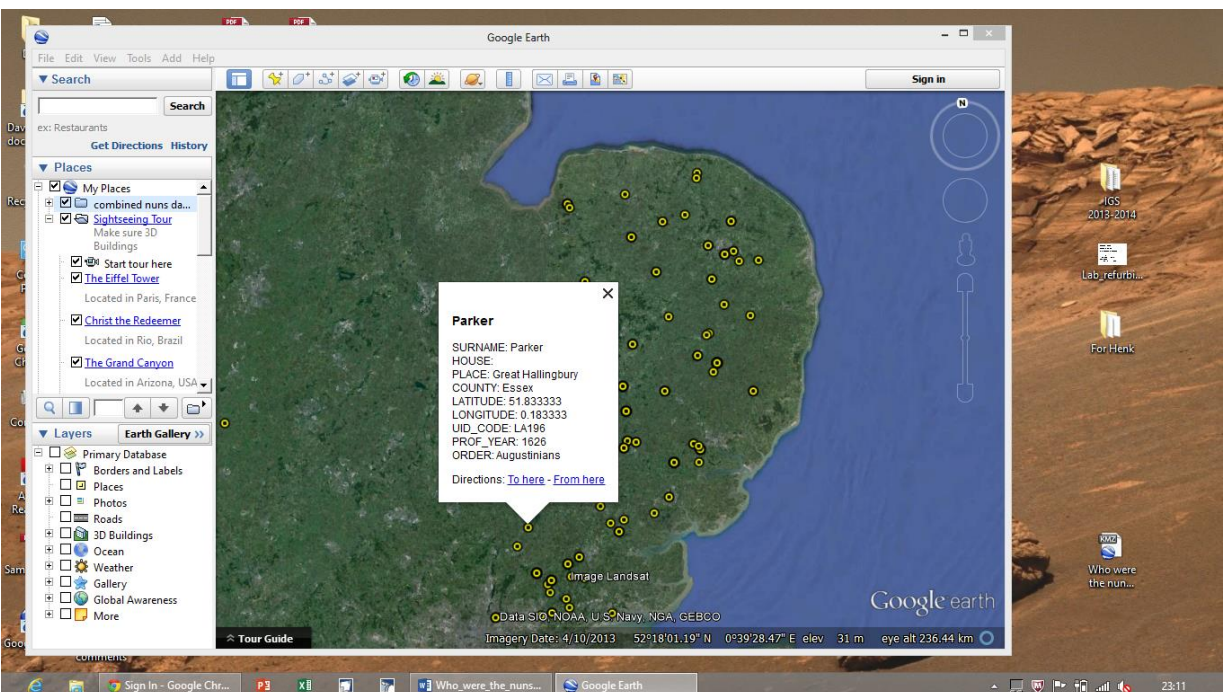 PDF
PDF
Google Earth
File Edit View Tools Add Help
Search
Search
ex: Restaurants
Get Directions History
Places
My Places
combined nuns da...
Sightseeing Tour
Make sure 3D
Buildings
Start tour here
The Eiffel Tower
Located in Paris, France
Christ the Redeemer
Located in Rio, Brazil
The Grand Canyon
Located in Arizona, USA
Layers Earth Gallery >>
Primary Database
Borders and Labels
Places
Photos
Roads
3D Buildings
Ocean
Weather
Gallery
Global Awareness
More
Sign in
N
Parker
SURNAME: Parker
HOUSE:
PLACE: Great Hallingbury
COUNTY: Essex
LATITUDE: 51.833333
LONGITUDE: 0.183333
UID_CODE: LA196
PROF_YEAR: 1626
ORDER: Augustinians
Directions: To here - From here
Image Landsat
Data SIO, NOAA, U.S. Navy, NGA, GEBCO
Google earth
Tour Guide
Imagery Date: 4/10/2013 52°18'01.19" N 0°39'28.47" E elev 31 m eye alt 236.44 km
IGS
2013-2014
Lab_refurbi...
For Henk
KMZ
Who were
the nun...
comments
Sign In - Google Chr...
Who_were_the_nuns...
Google Earth
23:11